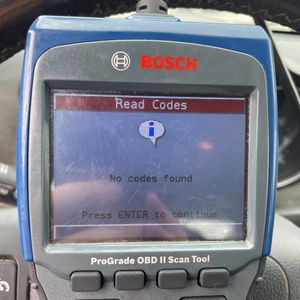 BOSCH
Read Codes
i
No codes found
Press ENTER to continue
ProGrade OBD II Scan Tool